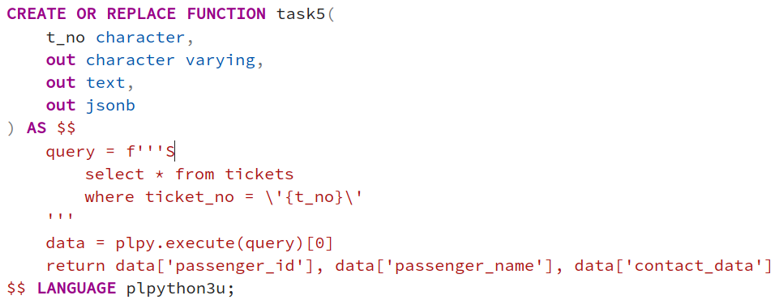 CREATE OR REPLACE FUNCTION task5(
    t_no character,
    out character varying,
    out text,
    out jsonb
) AS $$
    query = f'''S
        select * from tickets
        where ticket_no = \'{t_no}\'
    '''
    data = plpy.execute(query)[0]
    return data['passenger_id'], data['passenger_name'], data['contact_data']
$$ LANGUAGE plpython3u;